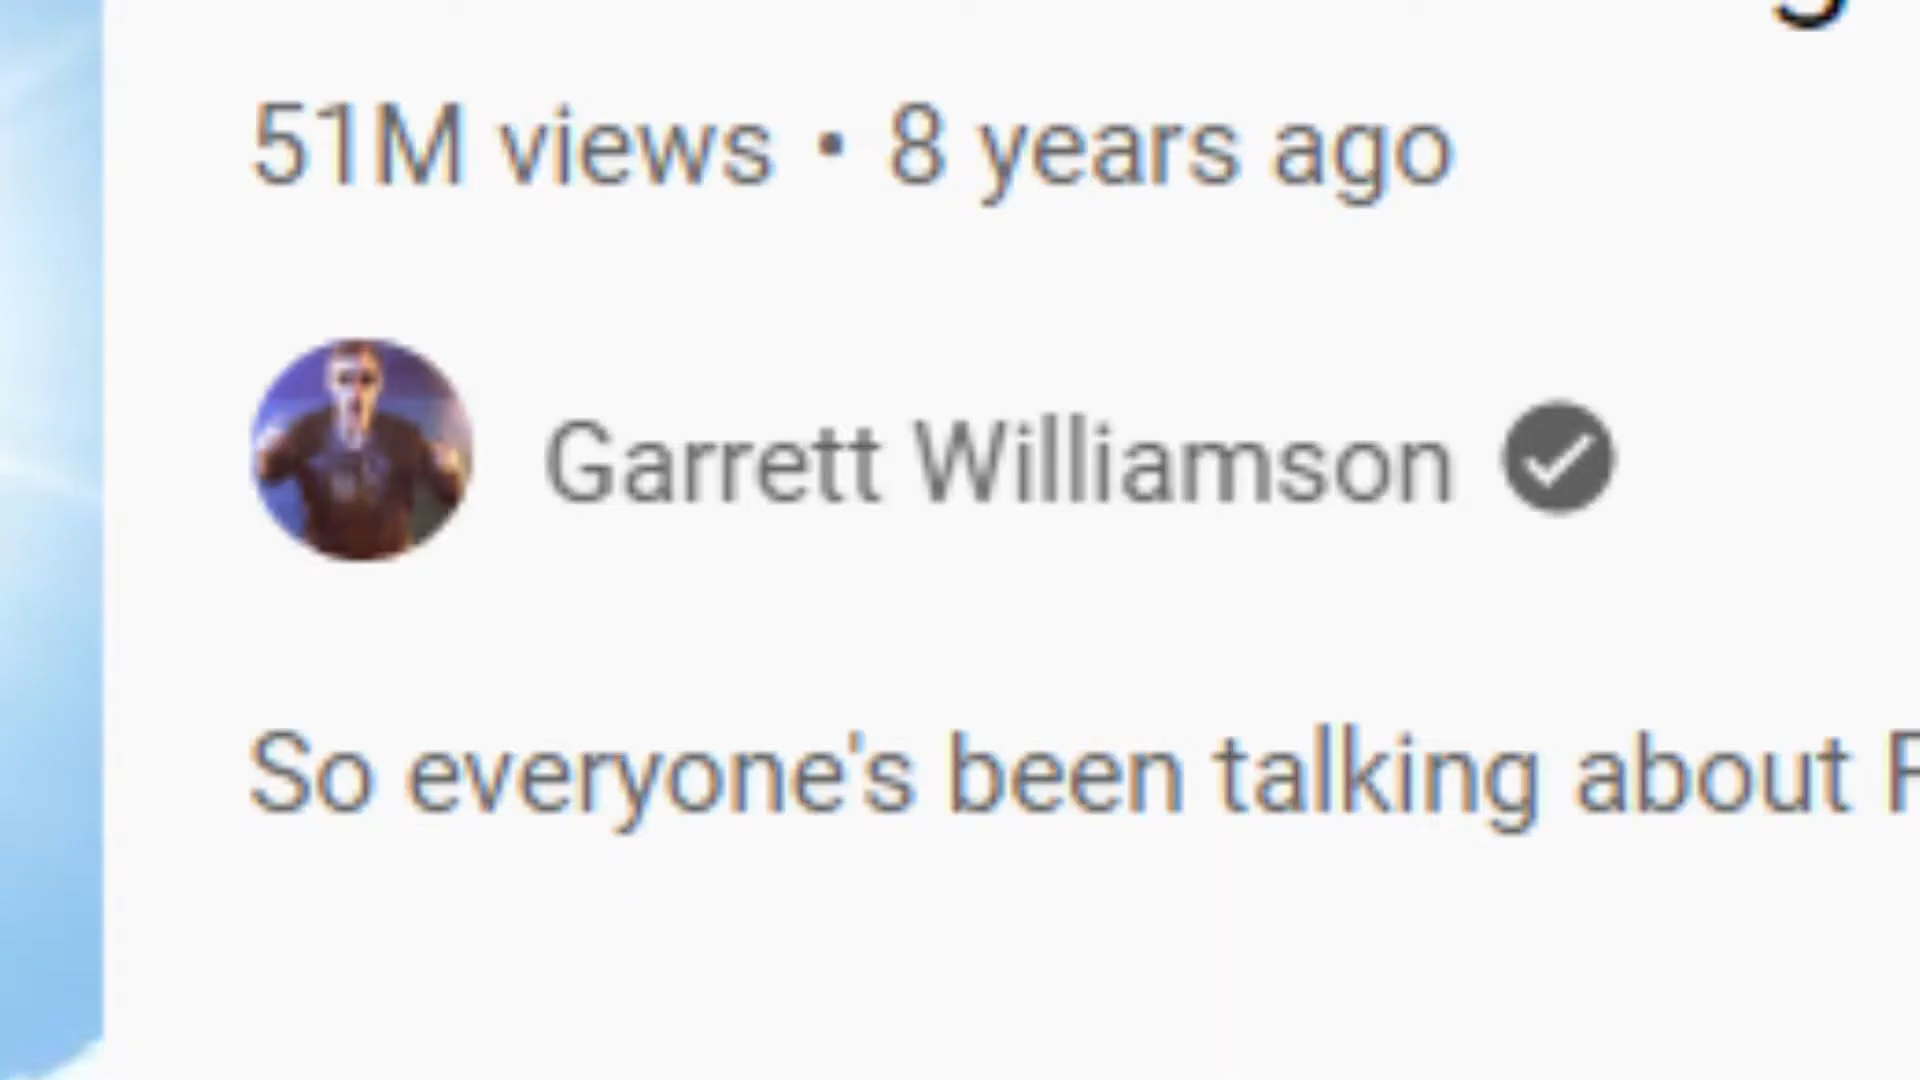 51M views • 8 years ago
Garrett Williamson
So everyone's been talking about